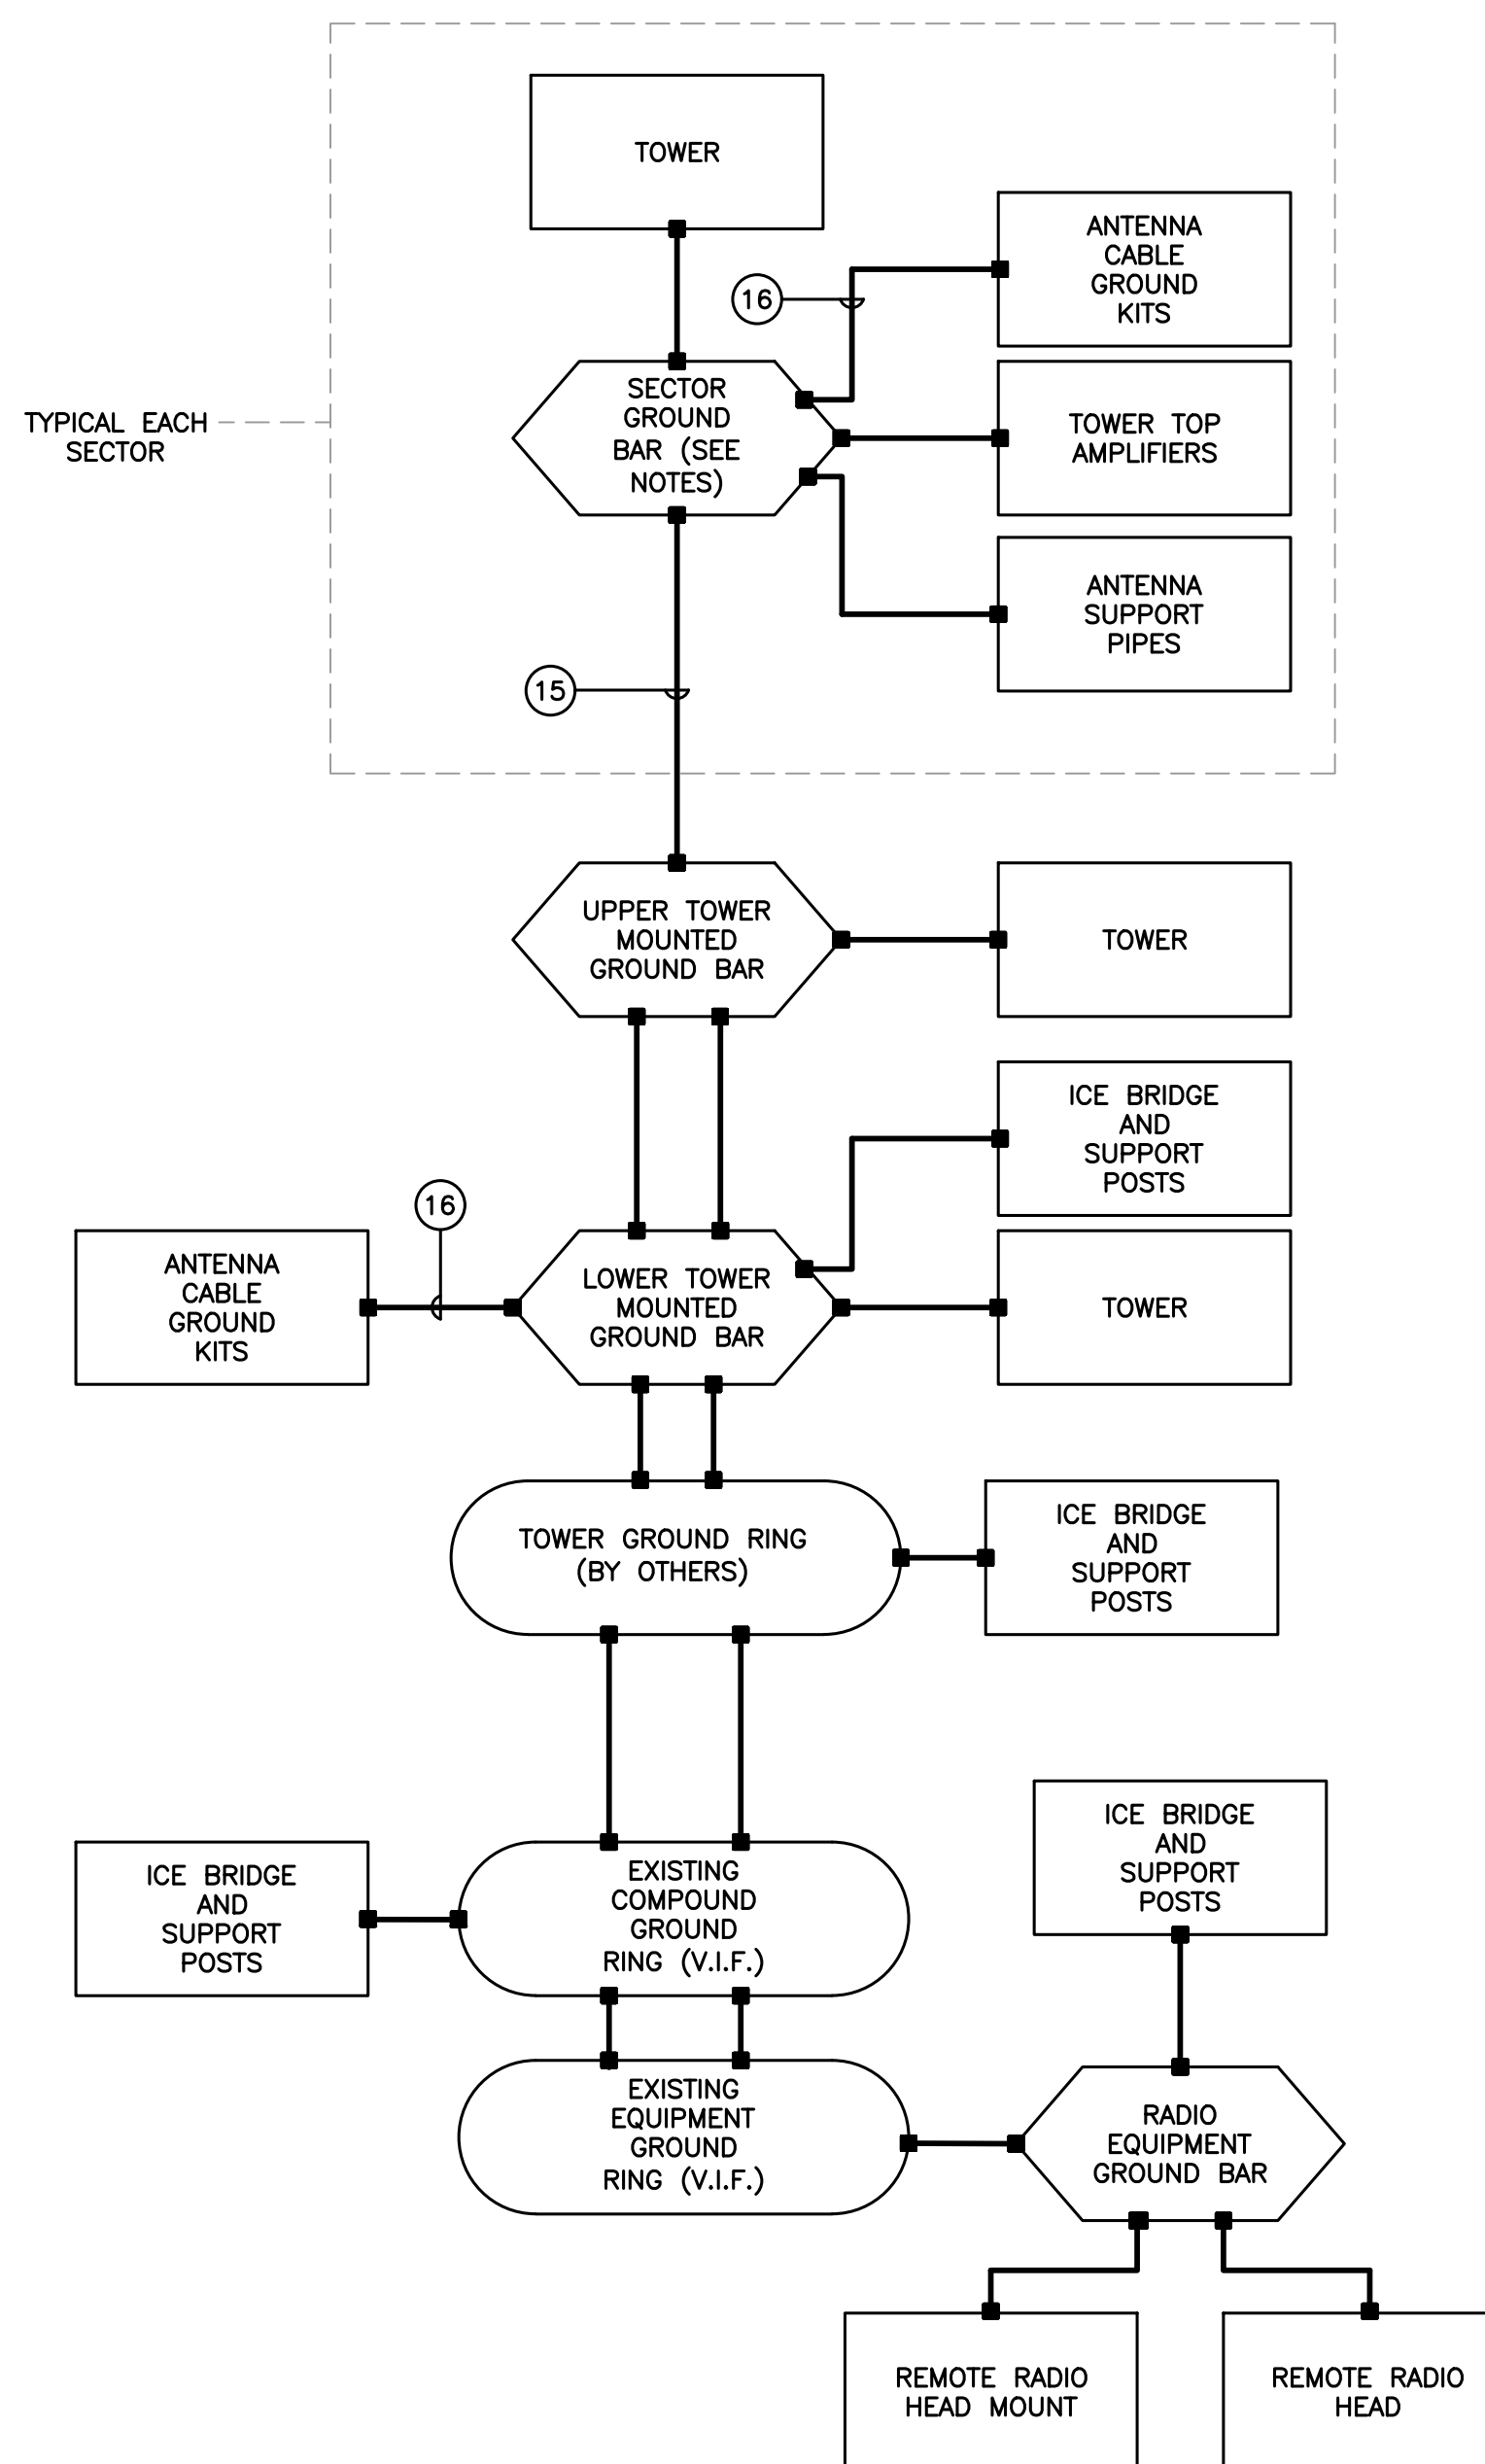 TOWER
ANTENNA
CABLE
GROUND
KITS
16
TYPICAL EACH
SECTOR
SECTOR
GROUND
BAR (SEE
NOTES)
TOWER TOP
AMPLIFIERS
ANTENNA
SUPPORT
PIPES
15
UPPER TOWER
MOUNTED
GROUND BAR
TOWER
ICE BRIDGE
AND
SUPPORT
POSTS
16
ANTENNA
CABLE
GROUND
KITS
LOWER TOWER
MOUNTED
GROUND BAR
TOWER
TOWER GROUND RING
(BY OTHERS)
ICE BRIDGE
AND
SUPPORT
POSTS
ICE BRIDGE
AND
SUPPORT
POSTS
ICE BRIDGE
AND
SUPPORT
POSTS
EXISTING
COMPOUND
GROUND
RING (V.I.F.)
EXISTING
EQUIPMENT
GROUND
RING (V.I.F.)
RADIO
EQUIPMENT
GROUND BAR
REMOTE RADIO
HEAD MOUNT
REMOTE RADIO
HEAD